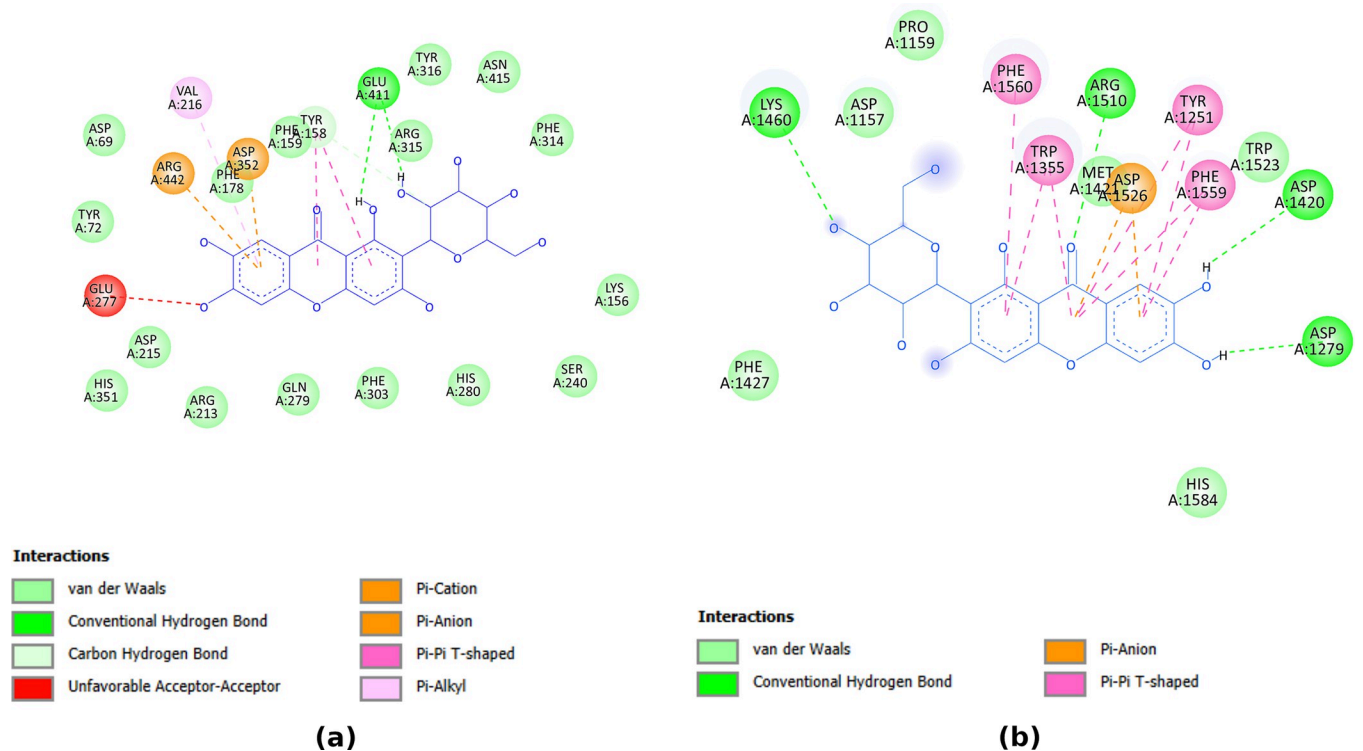 VAL
A:216
ASP
A:69
ARG
A:442
ASP
A:352
PHE
A:159
TYR
A:158
PHE
A:178
GLU
A:411
TYR
A:316
ASN
A:415
ARG
A:315
PHE
A:314
TYR
A:72
GLU
A:277
LYS
A:156
ASP
A:215
HIS
A:351
ARG
A:213
GLN
A:279
PHE
A:303
HIS
A:280
SER
A:240
O
H
O
H
O
O
O
O
O
O
O
O
O
O
Interactions
van der Waals
Conventional Hydrogen Bond
Carbon Hydrogen Bond
Unfavorable Acceptor-Acceptor
Pi-Cation
Pi-Anion
Pi-Pi T-shaped
Pi-Alkyl
(a)
PRO
A:1159
LYS
A:1460
ASP
A:1157
PHE
A:1560
ARG
A:1510
TYR
A:1251
TRP
A:1355
MET
A:1421
ASP
A:1526
PHE
A:1559
TRP
A:1523
ASP
A:1420
ASP
A:1279
PHE
A:1427
HIS
A:1584
O
O
O
O
O
O
O
O
O
H
O
O
H
Interactions
van der Waals
Conventional Hydrogen Bond
Pi-Anion
Pi-Pi T-shaped
(b)